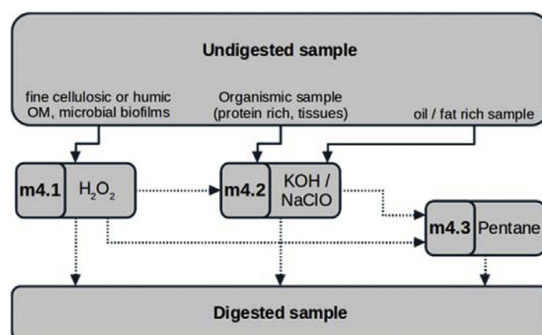 Undigested sample
fine cellulosic or humic
OM, microbial biofilms
Organismic sample
(protein rich, tissues)
oil / fat rich sample
m4.1 H₂O₂
m4.2 KOH /
NaClO
m4.3 Pentane
Digested sample